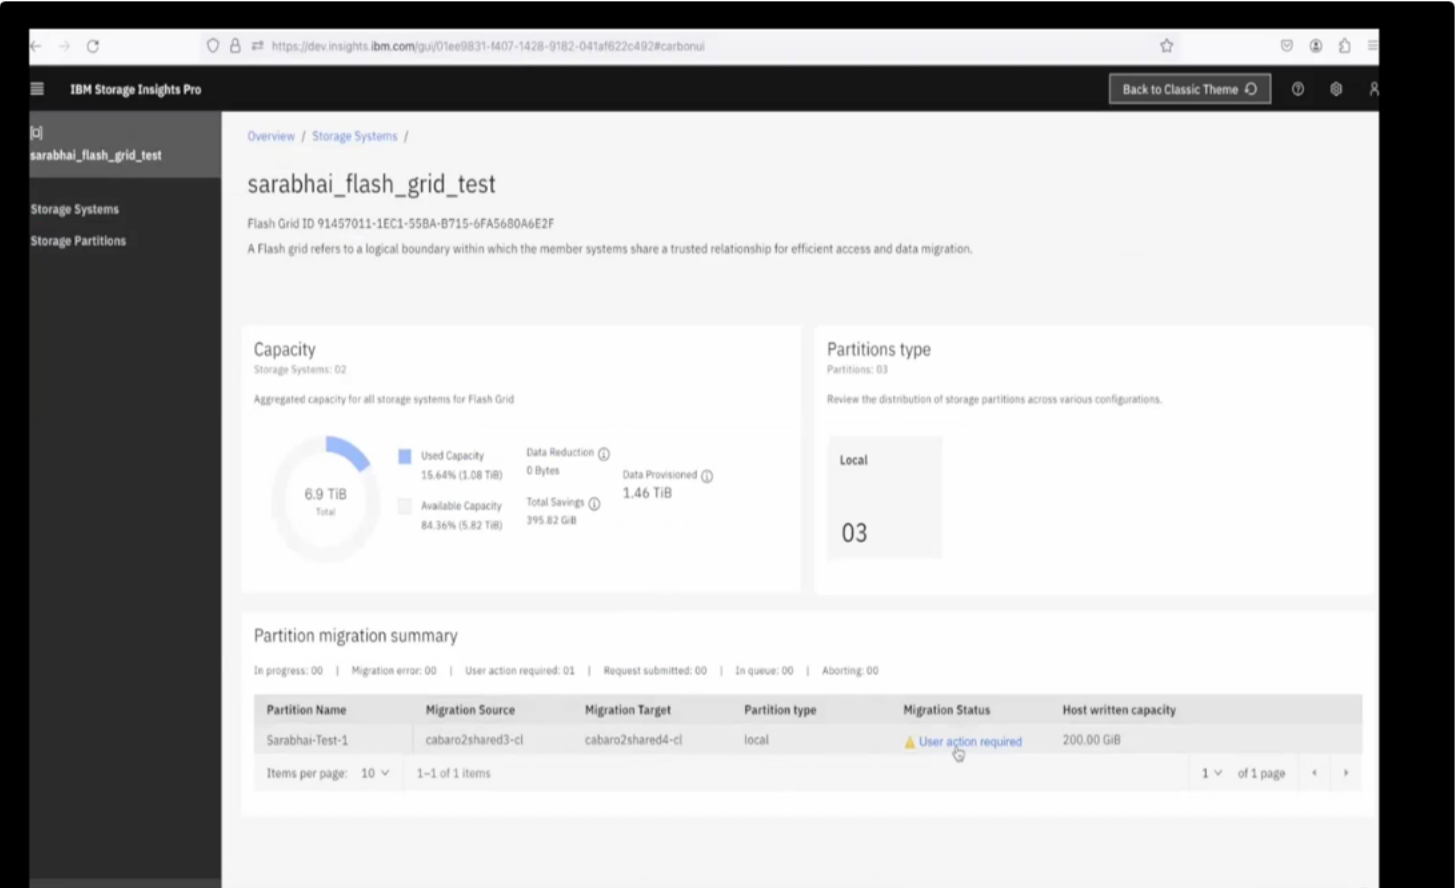 https://dev.insights.ibm.com/gui/01ee9831-f407-1428-9182-041af622c492#carbonui
IBM Storage Insights Pro
Back to Classic Theme
sarabhai_flash_grid_test
Storage Systems
Storage Partitions
Overview / Storage Systems /
sarabhai_flash_grid_test
Flash Grid ID 91457011-1EC1-55BA-B715-6FA5680A6E2F
A Flash grid refers to a logical boundary within which the member systems share a trusted relationship for efficient access and data migration.
Capacity
Storage Systems: 02
Aggregated capacity for all storage systems for Flash Grid
6.9 TiB
Total
Used Capacity
15.64% (1.08 TiB)
Available Capacity
84.36% (5.82 TiB)
Data Reduction
0 Bytes
Total Savings
395.82 GiB
Data Provisioned
1.46 TiB
Partitions type
Partitions: 03
Review the distribution of storage partitions across various configurations.
Local
03
Partition migration summary
In progress: 00 | Migration error: 00 | User action required: 01 | Request submitted: 00 | In queue: 00 | Aborting: 00
Partition Name Migration Source Migration Target Partition type Migration Status Host written capacity
Sarabhai-Test-1 cabaro2shared3-cl cabaro2shared4-cl local User action required 200.00 GiB
Items per page: 10 1–1 of 1 items 1 of 1 page